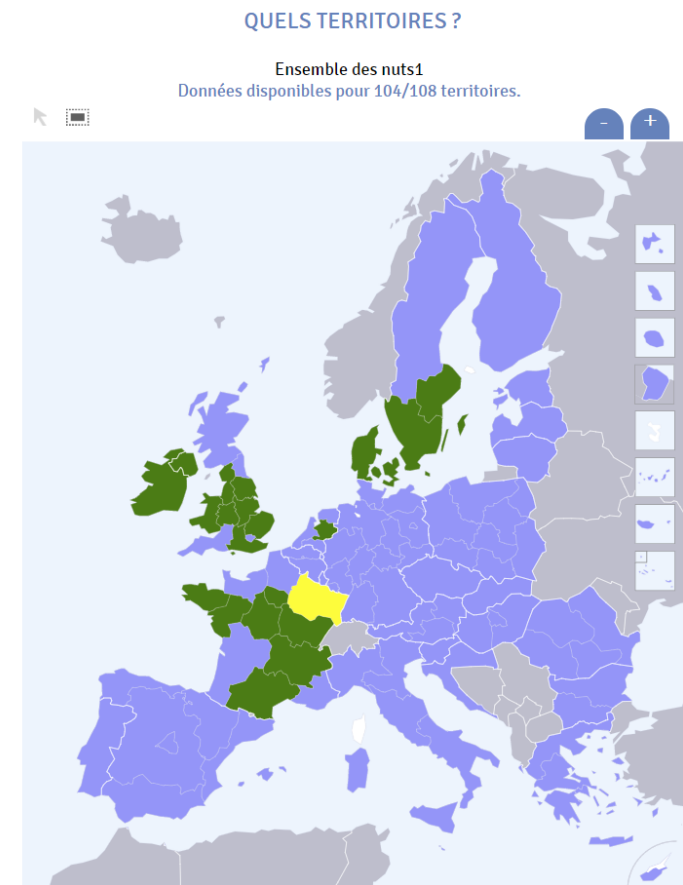 QUELS TERRITOIRES ?
Ensemble des nuts1
Données disponibles pour 104/108 territoires.
- +